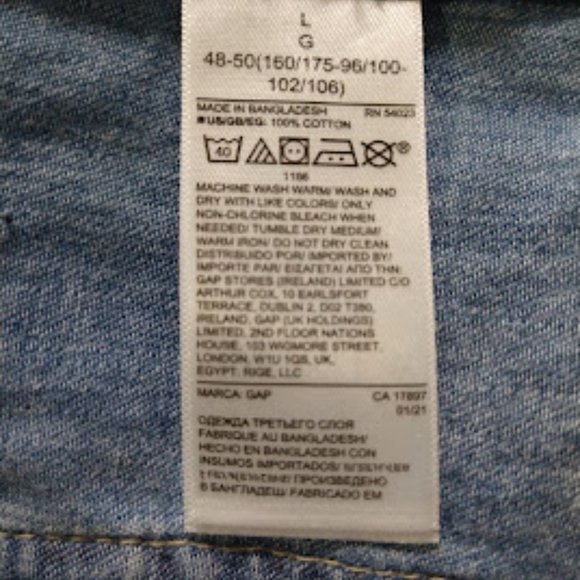 L
G
48-50(160/175-96/100-
102/106)
MADE IN BANGLADESH RN 54023
#US/GB/EG: 100% COTTON
40
®
1186
MACHINE WASH WARM/ WASH AND
DRY WITH LIKE COLORS/ ONLY
NON-CHLORINE BLEACH WHEN
NEEDED/ TUMBLE DRY MEDIUM/
WARM IRON/ DO NOT DRY CLEAN
DISTRIBUIDO POR/ IMPORTED BY/
IMPORTE PAR/ ΕΙΣΑΓΕΤΑΙ ΑΠΟ ΤΗΝ:
GAP STORES (IRELAND) LIMITED C/O
ARTHUR COX, 10 EARLSFORT
TERRACE, DUBLIN 2, D02 T380,
IRELAND. GAP (UK HOLDINGS)
LIMITED, 2ND FLOOR NATIONS
HOUSE, 103 WIGMORE STREET,
LONDON, W1U 1QS, UK,
EGYPT: RIGE, LLC
MARCA: GAP CA 17897
01/21
ОДЕЖДА ТРЕТЬЕГО СЛОЯ
FABRIQUE AU BANGLADESH/
HECHO EN BANGLADESH CON
INSUMOS IMPORTADOS/
ПРОИЗВЕДЕНО
В БАНГЛАДЕШ/ FABRICADO EM